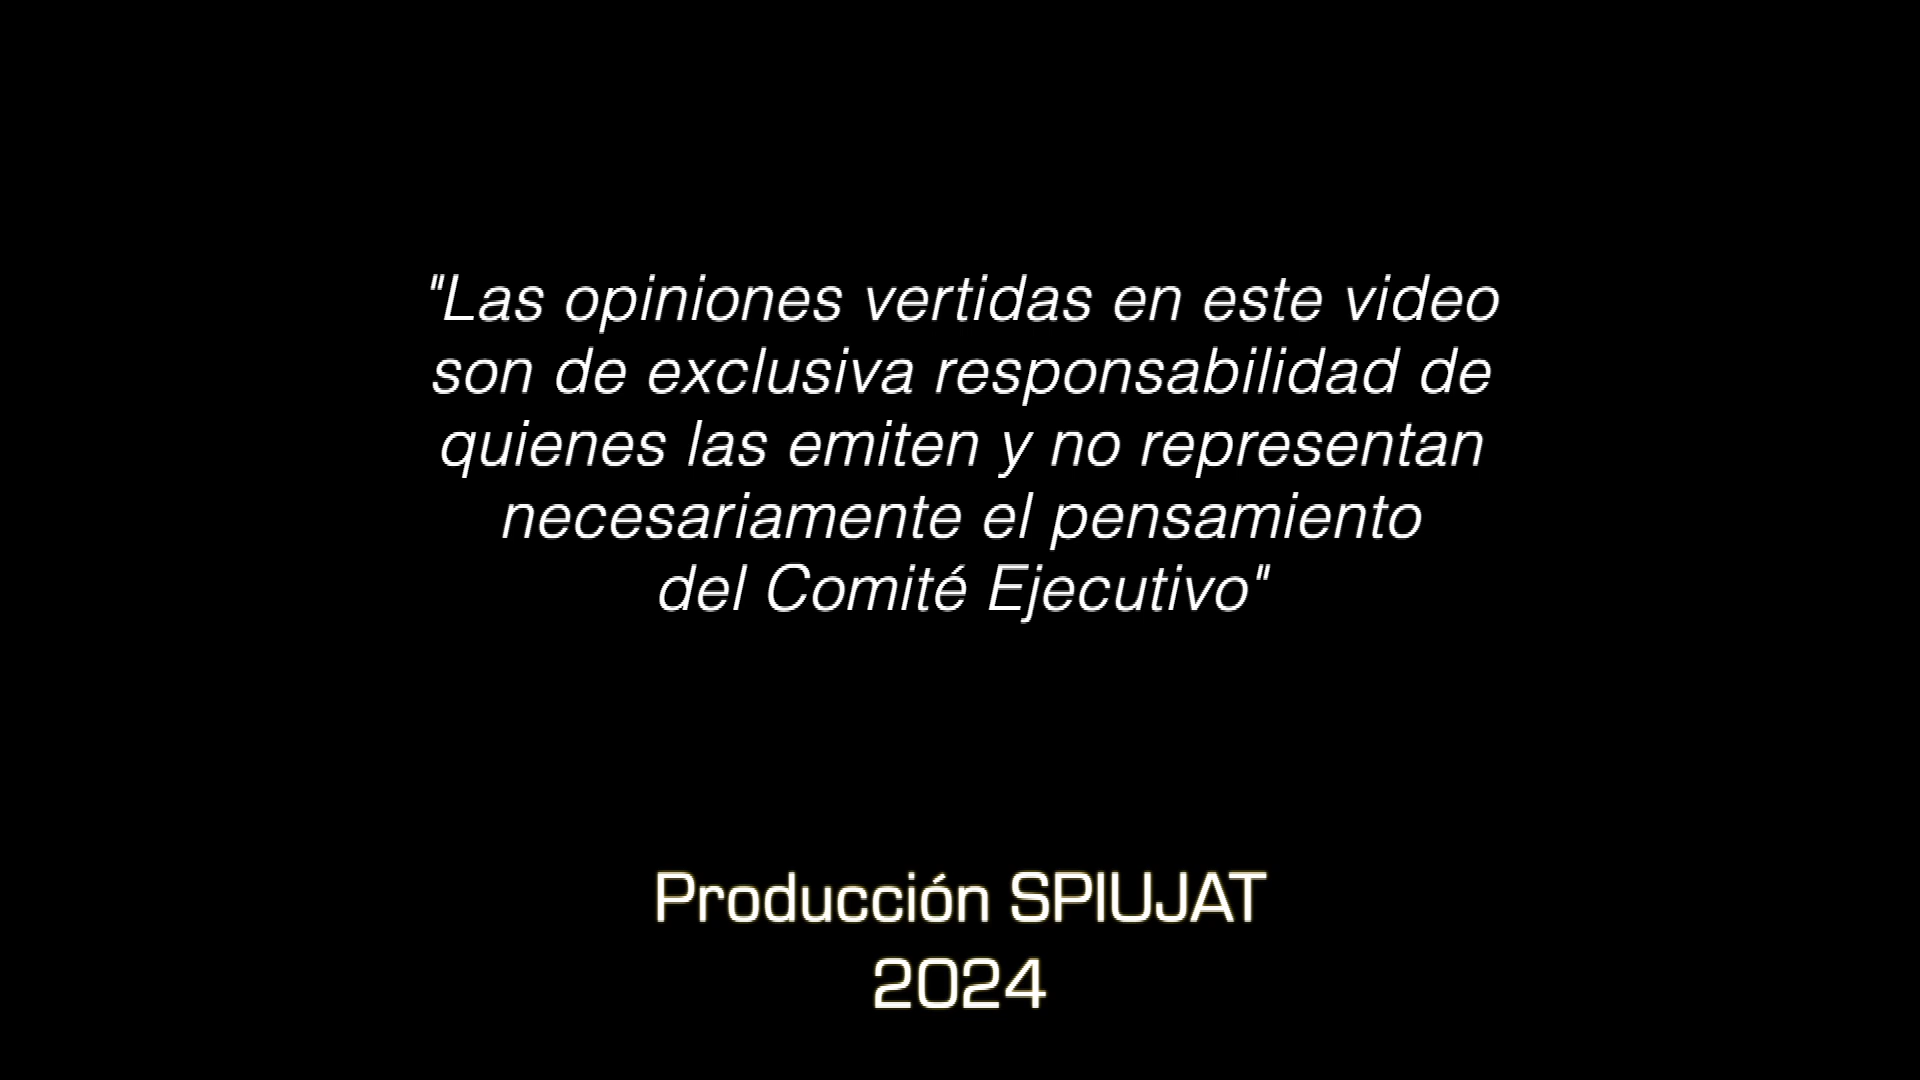 "Las opiniones vertidas en este video
son de exclusiva responsabilidad de
quienes las emiten y no representan
necesariamente el pensamiento
del Comité Ejecutivo"
Producción SPIUJAT
2024